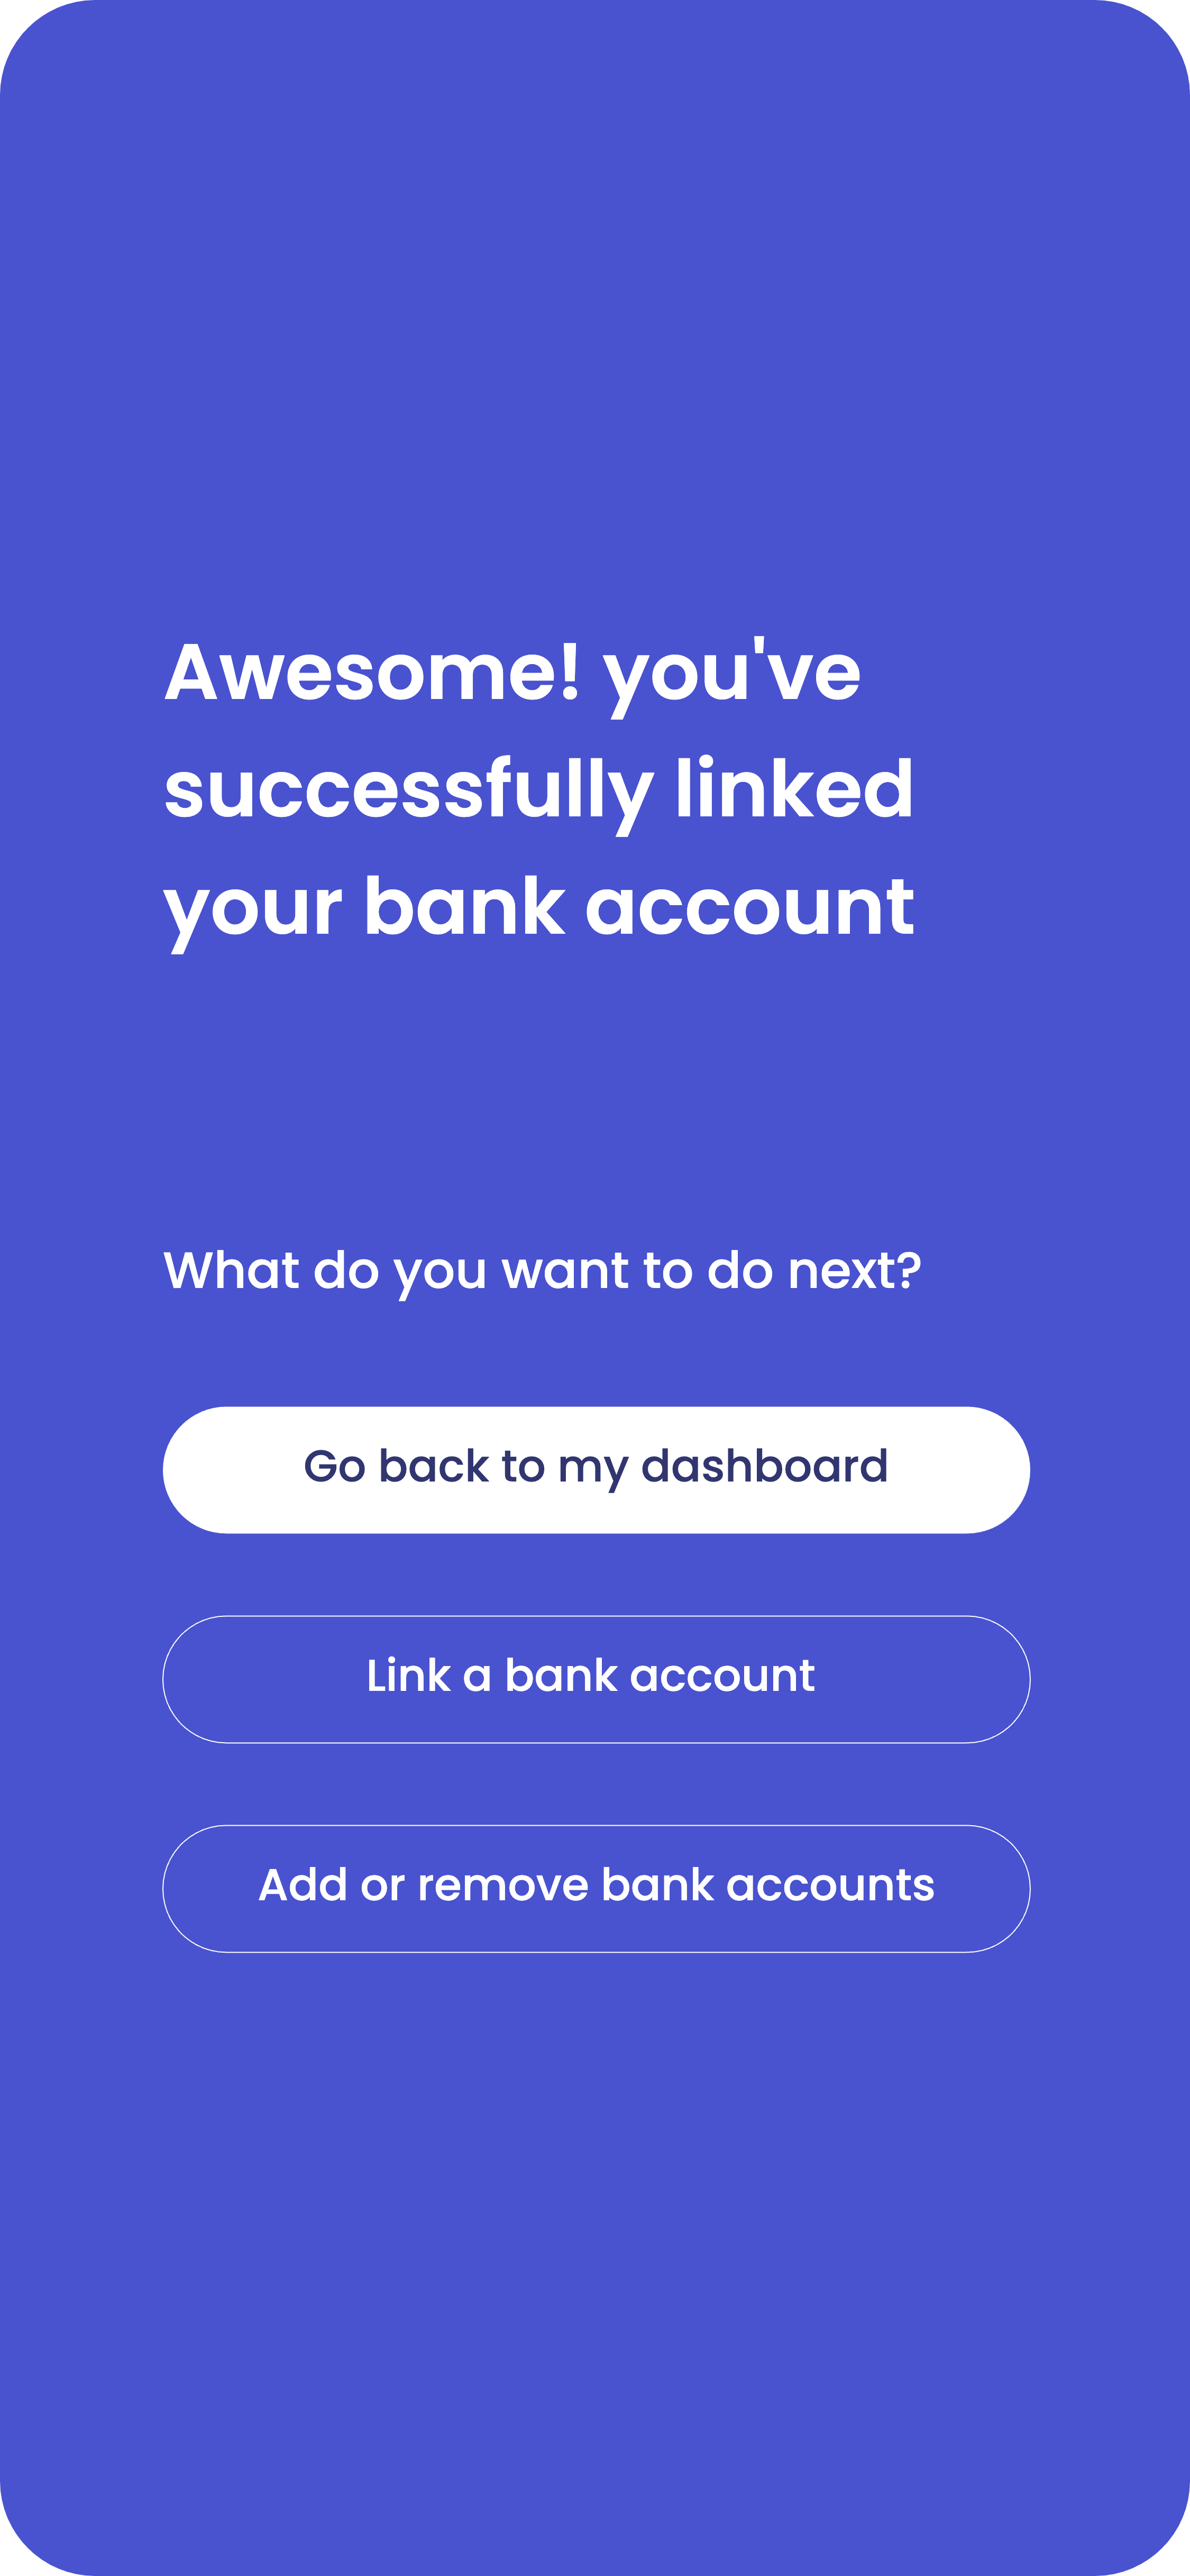 Awesome! you've
successfully linked
your bank account
What do you want to do next?
Go back to my dashboard
Link a bank account
Add or remove bank accounts